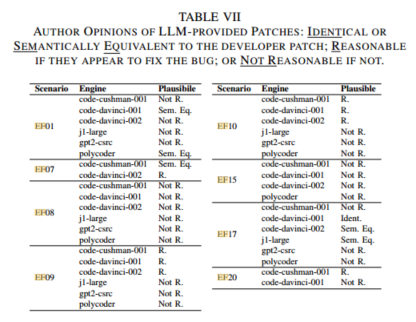 TABLE VII
AUTHOR OPINIONS OF LLM-PROVIDED PATCHES: IDENTICAL OR
SEMANTICALLY EQUIVALENT TO THE DEVELOPER PATCH; REASONABLE
IF THEY APPEAR TO FIX THE BUG; OR NOT REASONABLE IF NOT.
Scenario Engine Plausibile
code-cushman-001 Not R.
code-davinci-001 Sem. Eq.
code-davinci-002 Not R.
EF01 j1-large Not R.
gpt2-csrc Not R.
polycoder Sem. Eq.
EF07 code-cushman-001 Sem. Eq.
code-davinci-002 R.
code-cushman-001 Not R.
code-davinci-001 Not R.
code-davinci-002 Not R.
EF08 j1-large Not R.
gpt2-csrc Not R.
polycoder Not R.
code-cushman-001 R.
code-davinci-001 R.
code-davinci-002 R.
EF09 j1-large Not R.
gpt2-csrc Not R.
polycoder Not R.
Scenario Engine Plausible
code-cushman-001 R.
code-davinci-001 R.
code-davinci-002 R.
EF10 j1-large Not R.
gpt2-csrc Not R.
polycoder Not R.
code-cushman-001 Not R.
EF15 code-davinci-001 Not R.
code-davinci-002 Not R.
polycoder Not R.
code-cushman-001 Not R.
code-davinci-001 Ident.
code-davinci-002 Sem. Eq.
EF17 j1-large Sem. Eq.
gpt2-csrc Not R.
polycoder Not R.
EF20 code-cushman-001 R.
code-davinci-001 Not R.